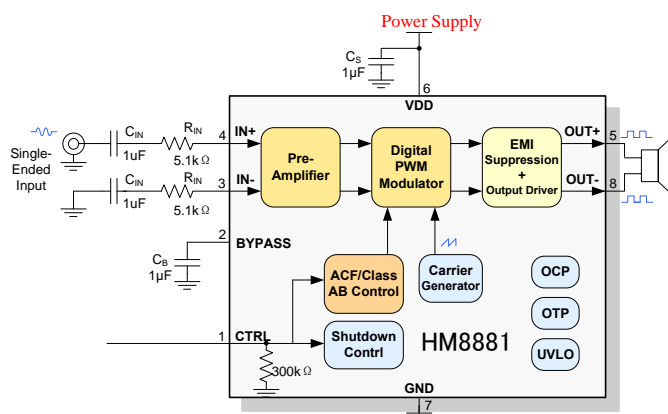 Power Supply
CS
1µF
6
VDD
CIN
RIN
4
IN+
1uF
5.1kΩ
Single-
Ended
Input
CIN
RIN
3
IN-
1uF
5.1kΩ
Pre-
Amplifier
Digital
PWM
Modulator
EMI
Suppression
+
Output Driver
OUT+
5
OUT-
8
2
BYPASS
CB
1µF
ACF/Class
AB Control
Carrier
Generator
OCP
OTP
UVLO
1
CTRL
Shutdown
Contrl
300kΩ
HM8881
GND
7